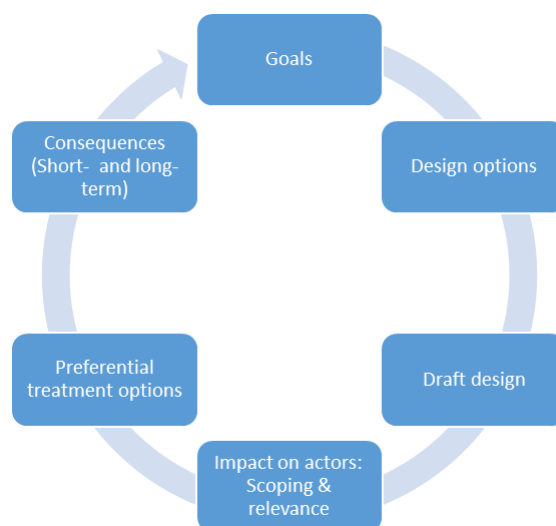 Goals
Design options
Draft design
Impact on actors:
Scoping &
relevance
Preferential
treatment options
Consequences
(Short- and long-
term)